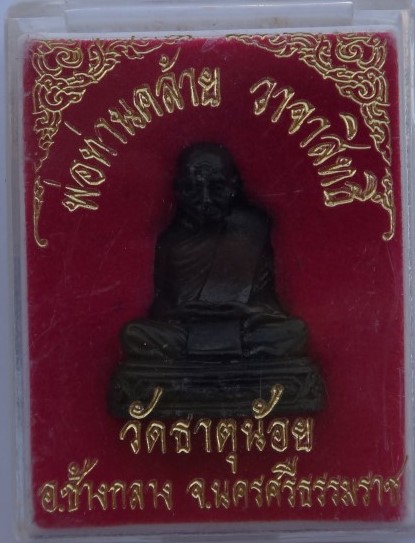 พ่อท่านคล้าย วาจาสิทธิ์
วัดธาตุน้อย
อ.ช้างกลาง จ.นครศรีธรรมราช